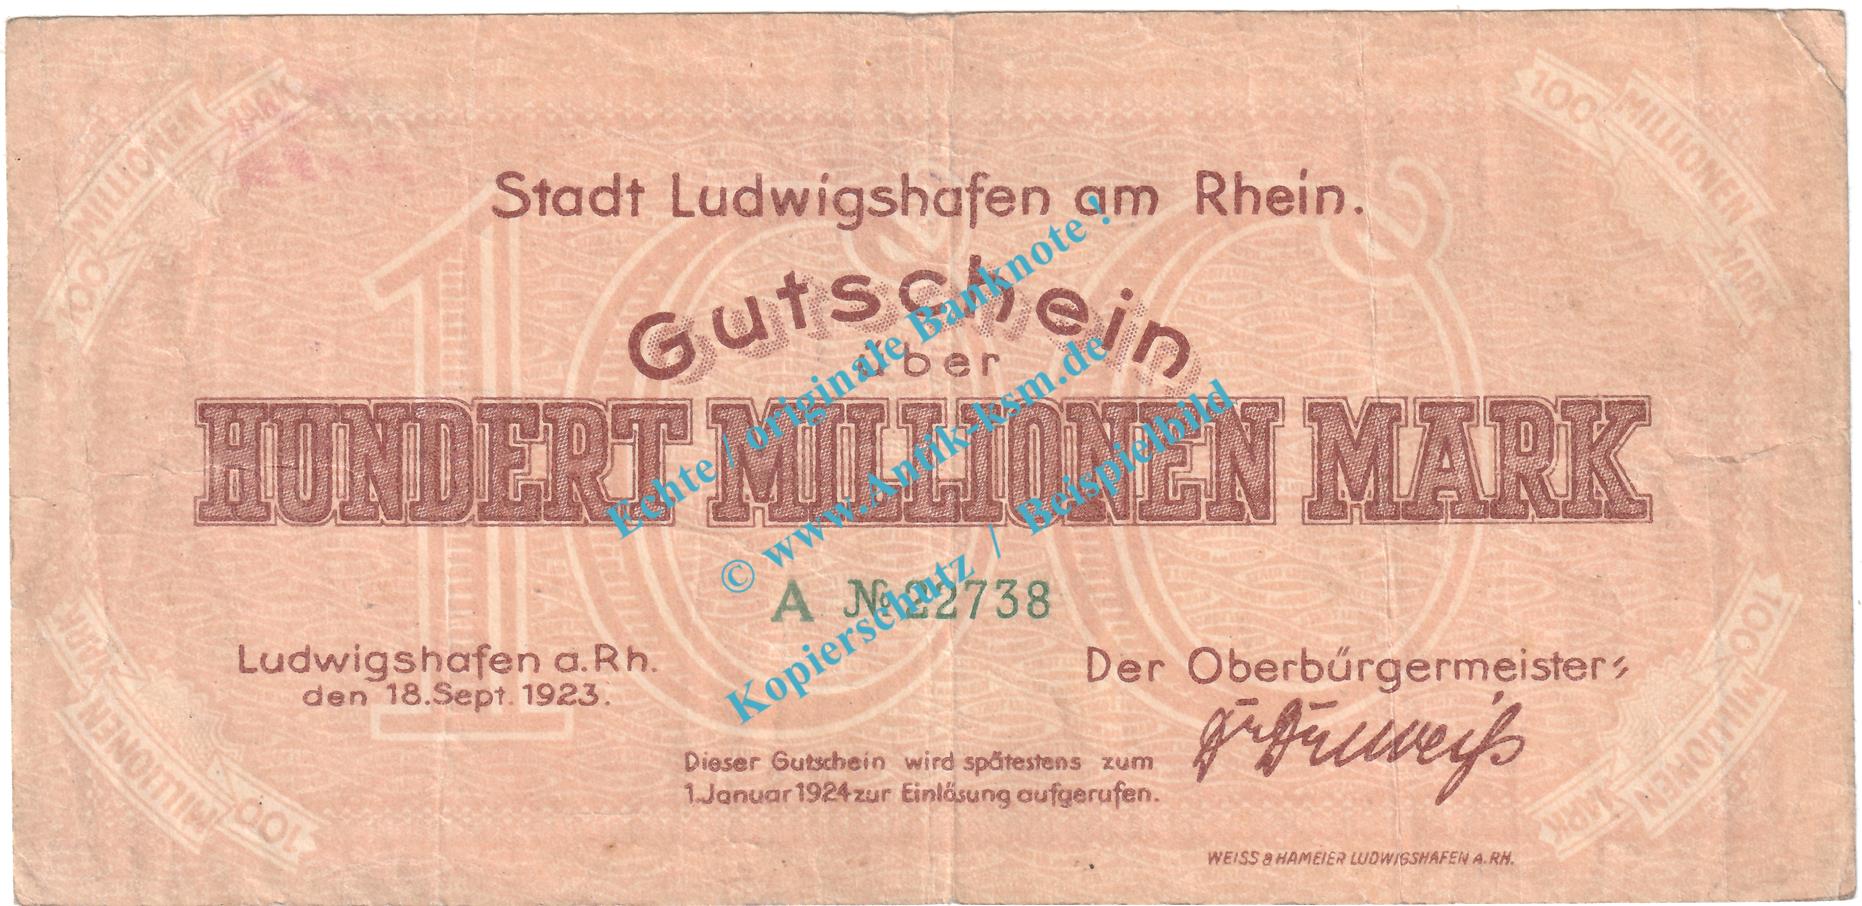 100 MILLIONEN MARK
100 MILLIONEN MARK
Stadt Ludwigshafen am Rhein.
Gutschein
über
HUNDERT MILLIONEN MARK
100
A № 22738
Ludwigshafen a.Rh.
den 18.Sept.1923.
Der Oberbürgermeister:
Dieser Gutschein wird spätestens zum
1.Januar 1924 zur Einlösung aufgerufen.
WEISS & HAMEIER LUDWIGSHAFEN A.RH.
100 MILLIONEN MARK
100 MILLIONEN MARK
Echte / originale Banknote !
© www.Antik-ksm.de
Kopierschutz / Beispielbild